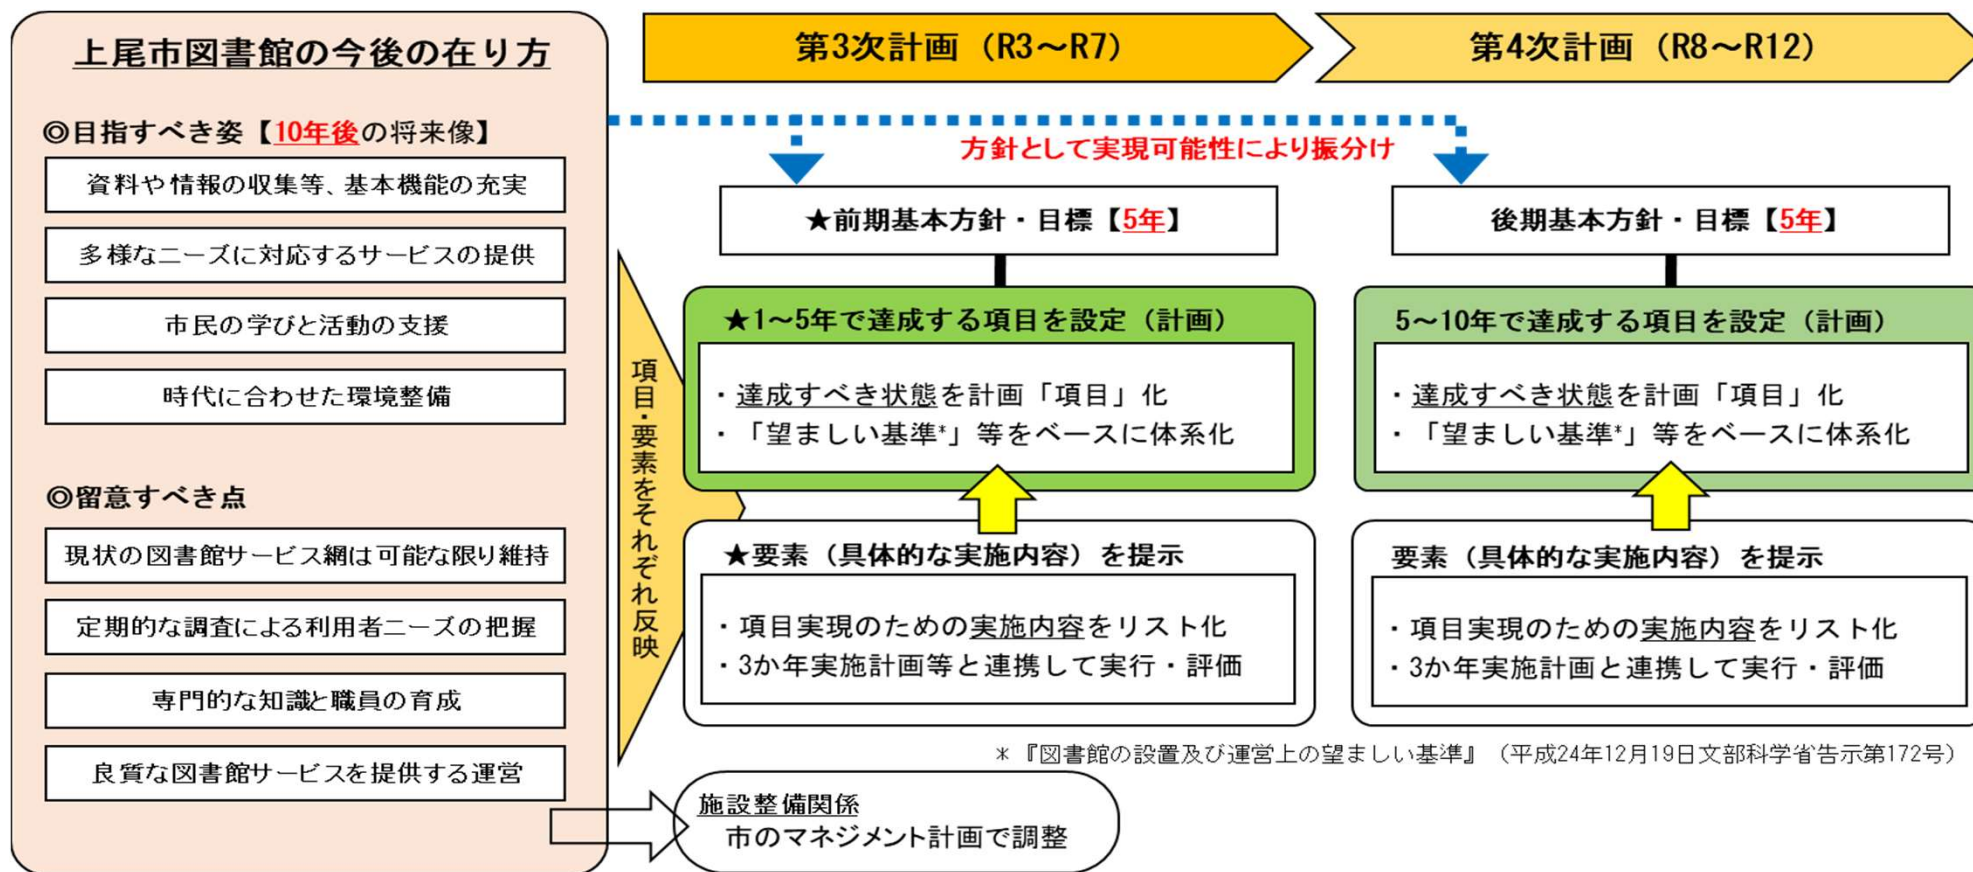 上尾市図書館の今後の在り方
◎目指すべき姿【10年後の将来像】
資料や情報の収集等、基本機能の充実
多様なニーズに対応するサービスの提供
市民の学びと活動の支援
時代に合わせた環境整備
◎留意すべき点
現状の図書館サービス網は可能な限り維持
定期的な調査による利用者ニーズの把握
専門的な知識と職員の育成
良質な図書館サービスを提供する運営
項目・要素をそれぞれ反映
第3次計画（R3～R7）
第4次計画（R8～R12）
方針として実現可能性により振分け
★前期基本方針・目標【5年】
★1～5年で達成する項目を設定（計画）
・達成すべき状態を計画「項目」化
・「望ましい基準*」等をベースに体系化
★要素（具体的な実施内容）を提示
・項目実現のための実施内容をリスト化
・3か年実施計画等と連携して実行・評価
後期基本方針・目標【5年】
5～10年で達成する項目を設定（計画）
・達成すべき状態を計画「項目」化
・「望ましい基準*」等をベースに体系化
要素（具体的な実施内容）を提示
・項目実現のための実施内容をリスト化
・3か年実施計画と連携して実行・評価
＊『図書館の設置及び運営上の望ましい基準』（平成24年12月19日文部科学省告示第172号）
施設整備関係
市のマネジメント計画で調整